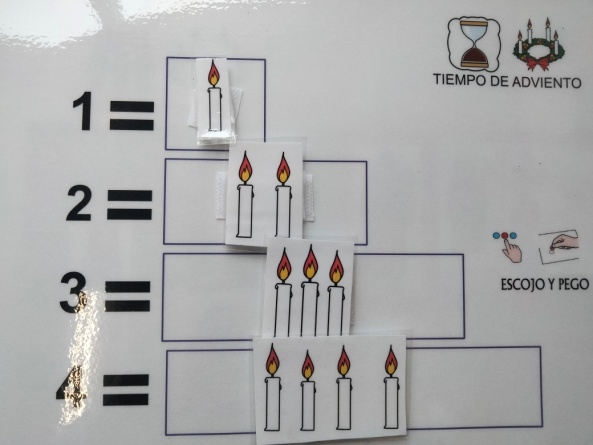 TIEMPO DE ADVIENTO
1 =
2 =
3 =
ESCOJO Y PEGO
4 =